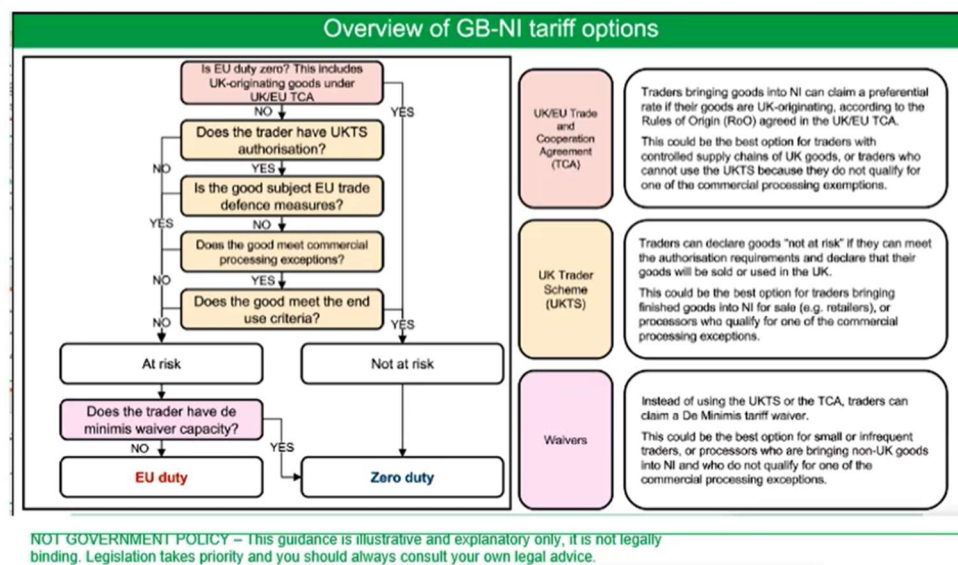 Overview of GB-NI tariff options
Is EU duty zero? This includes
UK-originating goods under
UK/EU TCA
NO
YES
Does the trader have UKTS
authorisation?
NO
YES
Is the good subject EU trade
defence measures?
YES
NO
Does the good meet commercial
processing exceptions?
NO
YES
Does the good meet the end
use criteria?
NO
YES
At risk
Not at risk
Does the trader have de
minimis waiver capacity?
NO
YES
EU duty
Zero duty
UK/EU Trade
and
Cooperation
Agreement
(TCA)
Traders bringing goods into NI can claim a preferential
rate if their goods are UK-originating, according to the
Rules of Origin (RoO) agreed in the UK/EU TCA.
This could be the best option for traders with
controlled supply chains of UK goods, or traders who
cannot use the UKTS because they do not qualify for
one of the commercial processing exemptions.
UK Trader
Scheme
(UKTS)
Traders can declare goods "not at risk" if they can meet
the authorisation requirements and declare that their
goods will be sold or used in the UK.
This could be the best option for traders bringing
finished goods into NI for sale (e.g. retailers), or
processors who qualify for one of the commercial
processing exceptions.
Waivers
Instead of using the UKTS or the TCA, traders can
claim a De Minimis tariff waiver.
This could be the best option for small or infrequent
traders, or processors who are bringing non-UK goods
into NI and who do not qualify for one of the
commercial processing exceptions.
NOT GOVERNMENT POLICY – This guidance is illustrative and explanatory only, it is not legally
binding. Legislation takes priority and you should always consult your own legal advice.